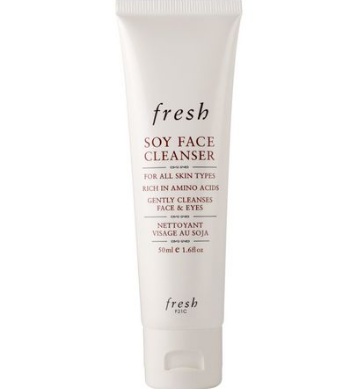 fresh
SOY FACE
CLEANSER
FOR ALL SKIN TYPES
RICH IN AMINO ACIDS
GENTLY CLEANSES
FACE & EYES
NETTOYANT
VISAGE AU SOJA
50ml ℮ 1.6fl oz
fresh